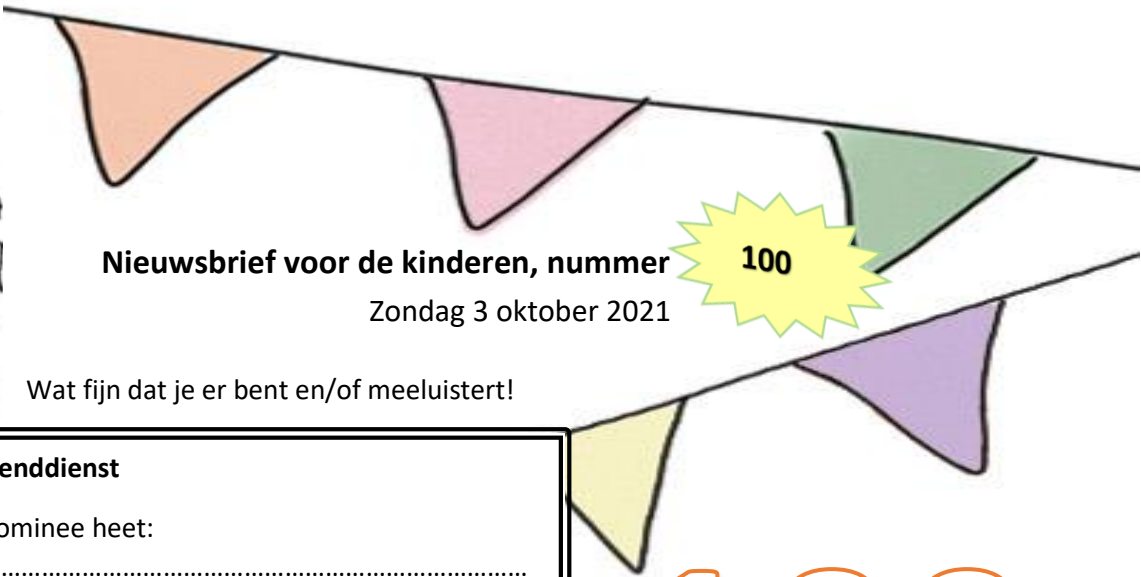 Nieuwsbrief voor de kinderen, nummer 100
Zondag 3 oktober 2021
Wat fijn dat je er bent en/of meeluistert!
enddienst
ominee heet:
................................................................................